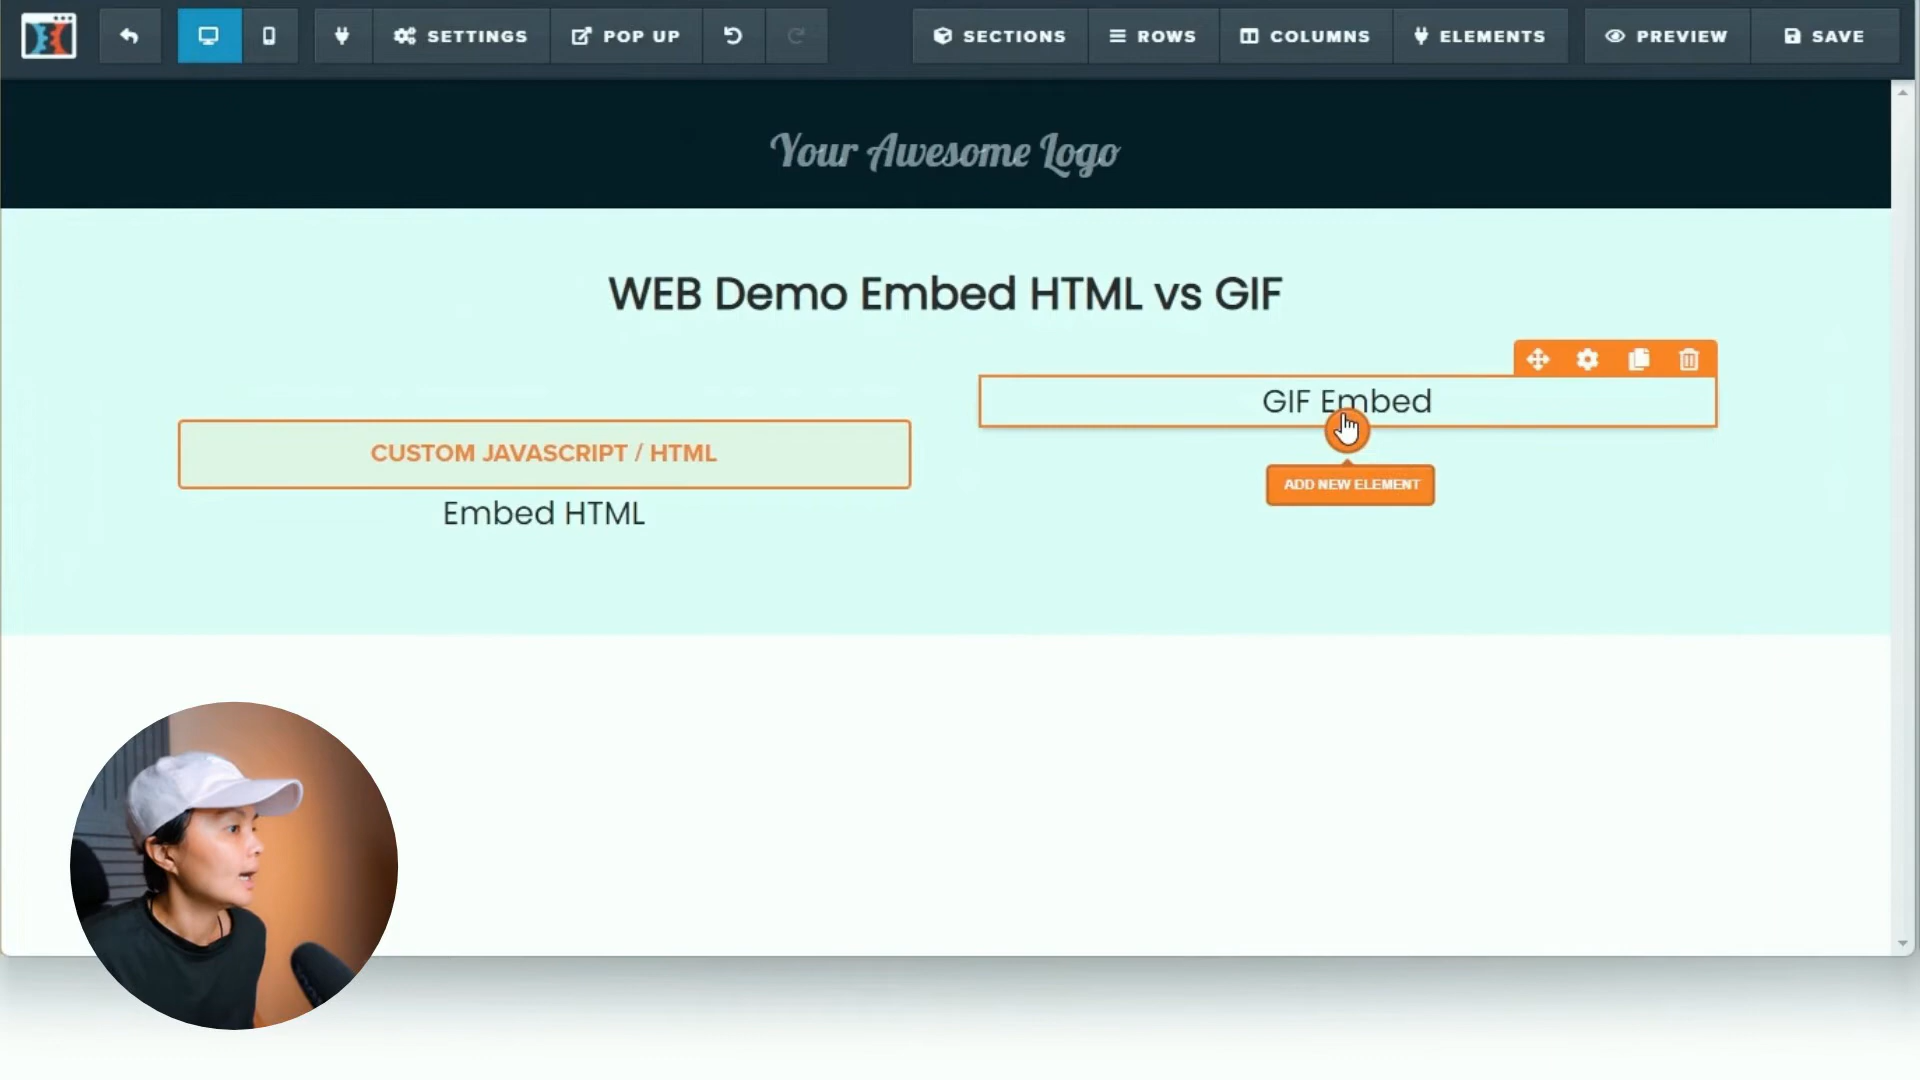 SETTINGS
POP UP
SECTIONS
ROWS
COLUMNS
ELEMENTS
PREVIEW
SAVE
Your Awesome Logo
WEB Demo Embed HTML vs GIF
CUSTOM JAVASCRIPT / HTML
Embed HTML
GIF Embed
ADD NEW ELEMENT